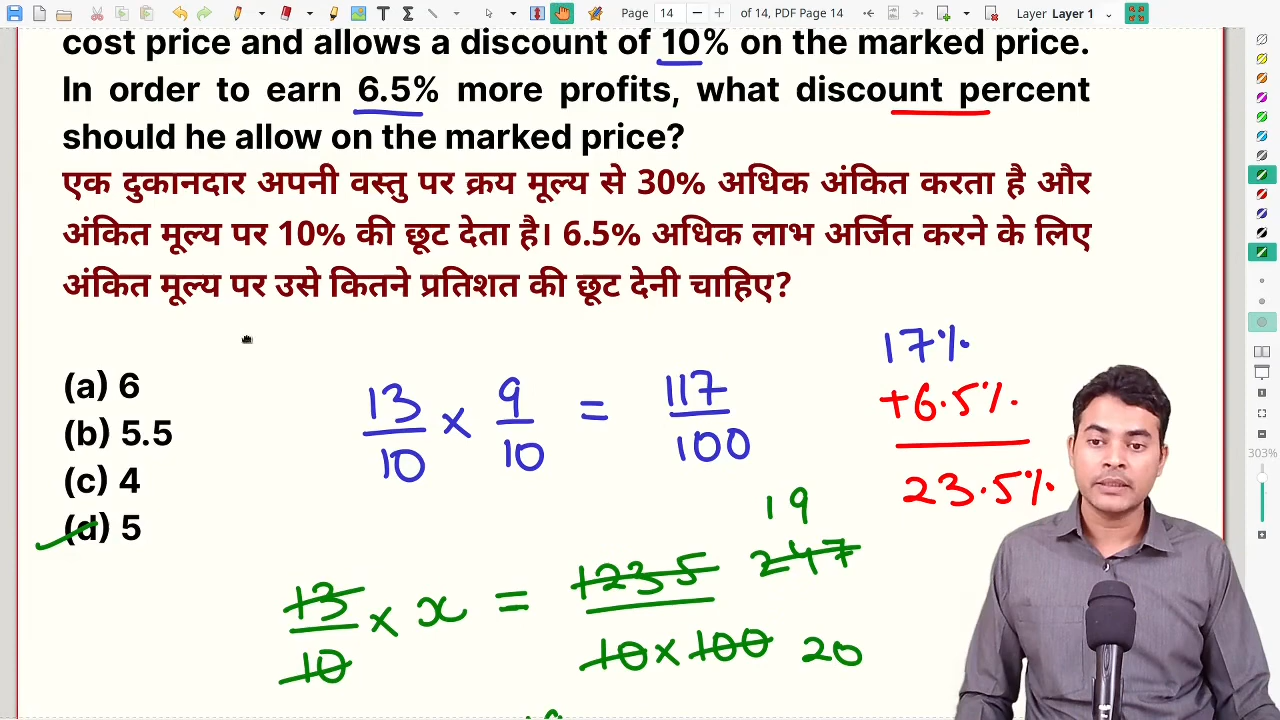 Page 14 of 14, PDF Page 14 Layer Layer 1
cost price and allows a discount of 10% on the marked price.
In order to earn 6.5% more profits, what discount percent
should he allow on the marked price?
एक दुकानदार अपनी वस्तु पर क्रय मूल्य से 30% अधिक अंकित करता है और
अंकित मूल्य पर 10% की छूट देता है। 6.5% अधिक लाभ अर्जित करने के लिए
अंकित मूल्य पर उसे कितने प्रतिशत की छूट देनी चाहिए?
(a) 6
(b) 5.5
(c) 4
(d) 5
13/10 × 9/10 = 117/100
17%
+6.5%
23.5%
19
13/10 × x = 1235/10×100 247
20
303%